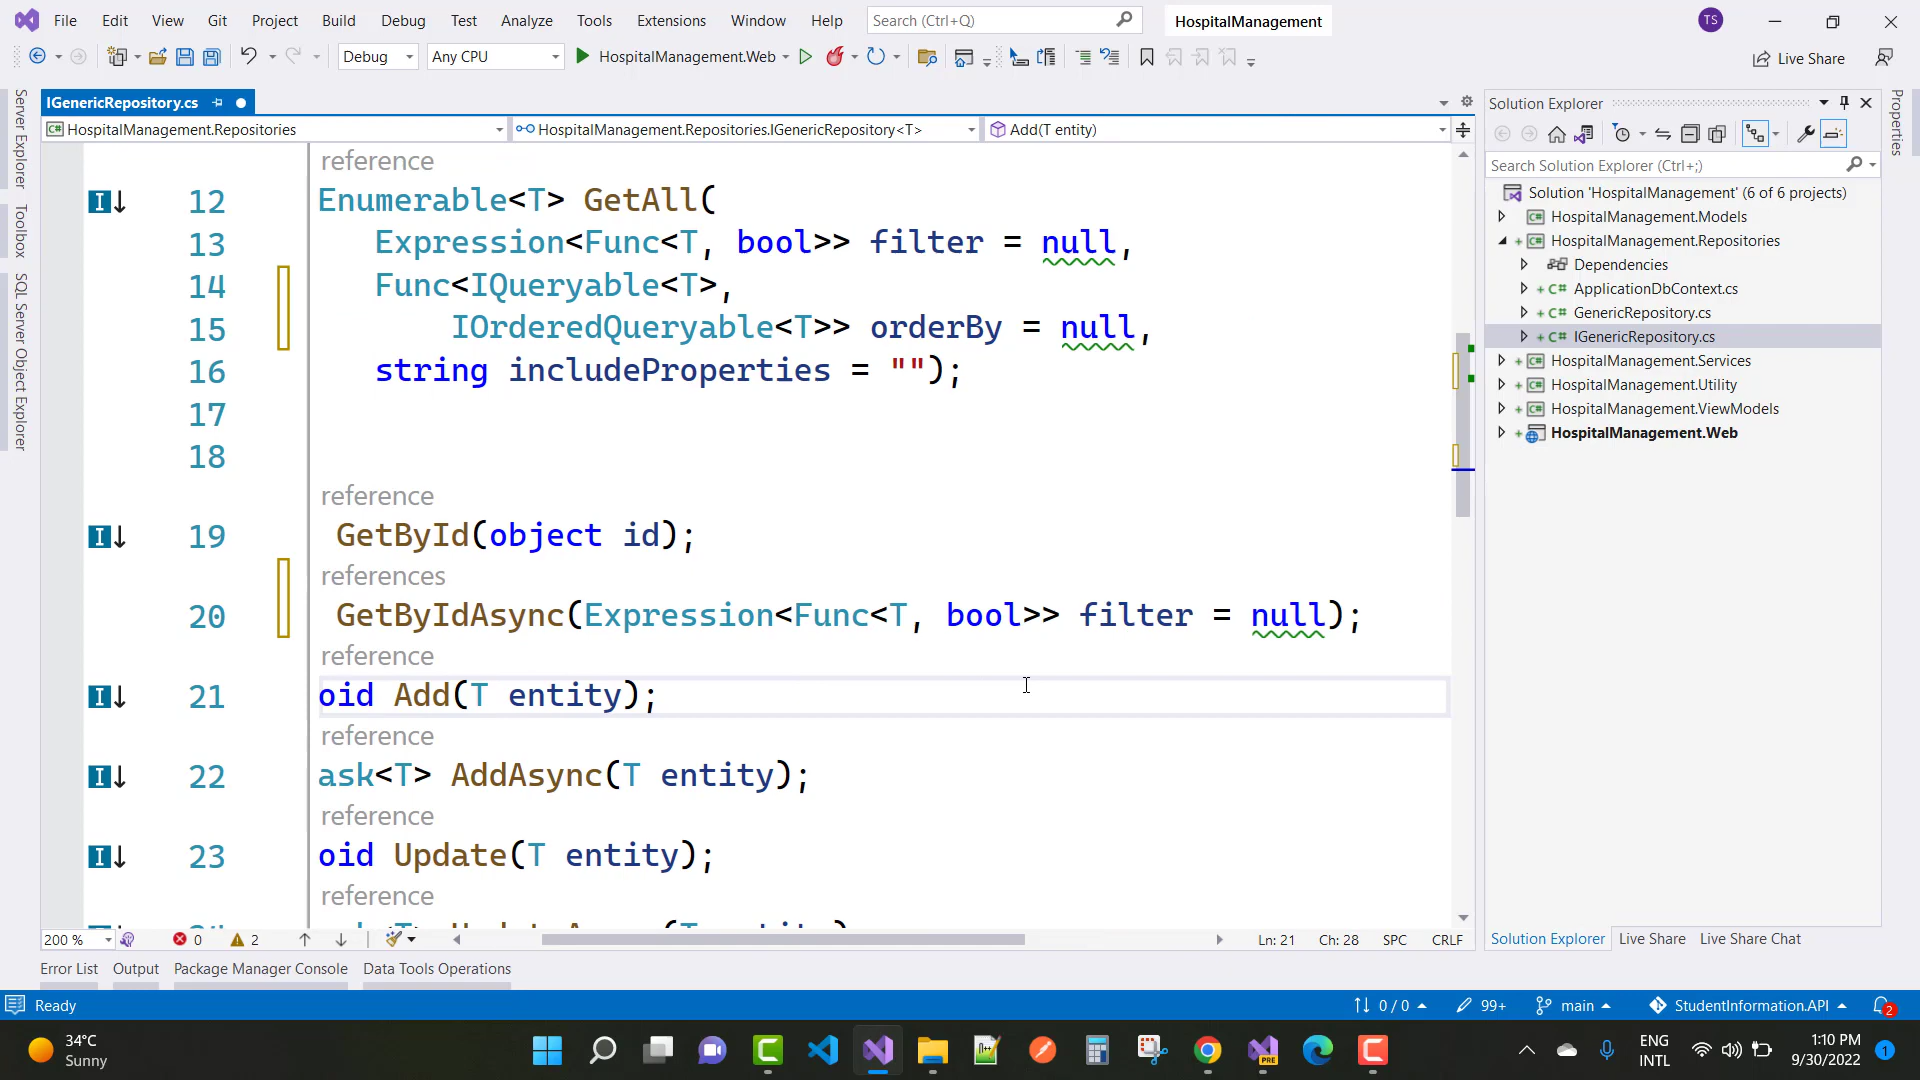 File Edit View Git Project Build Debug Test Analyze Tools Extensions Window Help Search (Ctrl+Q) HospitalManagement TS
Debug Any CPU HospitalManagement.Web Live Share
IGenericRepository.cs
HospitalManagement.Repositories HospitalManagement.Repositories.IGenericRepository<T> Add(T entity)
Server Explorer
Toolbox
SQL Server Object Explorer
reference
12 Enumerable<T> GetAll(
13 Expression<Func<T, bool>> filter = null,
14 Func<IQueryable<T>,
15 IOrderedQueryable<T>> orderBy = null,
16 string includeProperties = "");
17
18
reference
19 GetById(object id);
references
20 GetByIdAsync(Expression<Func<T, bool>> filter = null);
reference
21 oid Add(T entity);
reference
22 ask<T> AddAsync(T entity);
reference
23 oid Update(T entity);
reference
200 % 0 2 Ln: 21 Ch: 28 SPC CRLF
Solution Explorer
Search Solution Explorer (Ctrl+;)
Solution 'HospitalManagement' (6 of 6 projects)
HospitalManagement.Models
HospitalManagement.Repositories
Dependencies
C# ApplicationDbContext.cs
C# GenericRepository.cs
C# IGenericRepository.cs
HospitalManagement.Services
HospitalManagement.Utility
HospitalManagement.ViewModels
HospitalManagement.Web
Solution Explorer Live Share Live Share Chat
Properties
Error List Output Package Manager Console Data Tools Operations
Ready 0 / 0 99+ main StudentInformation.API 2
34°C
Sunny
PRE
ENG
INTL
1:10 PM
9/30/2022
1